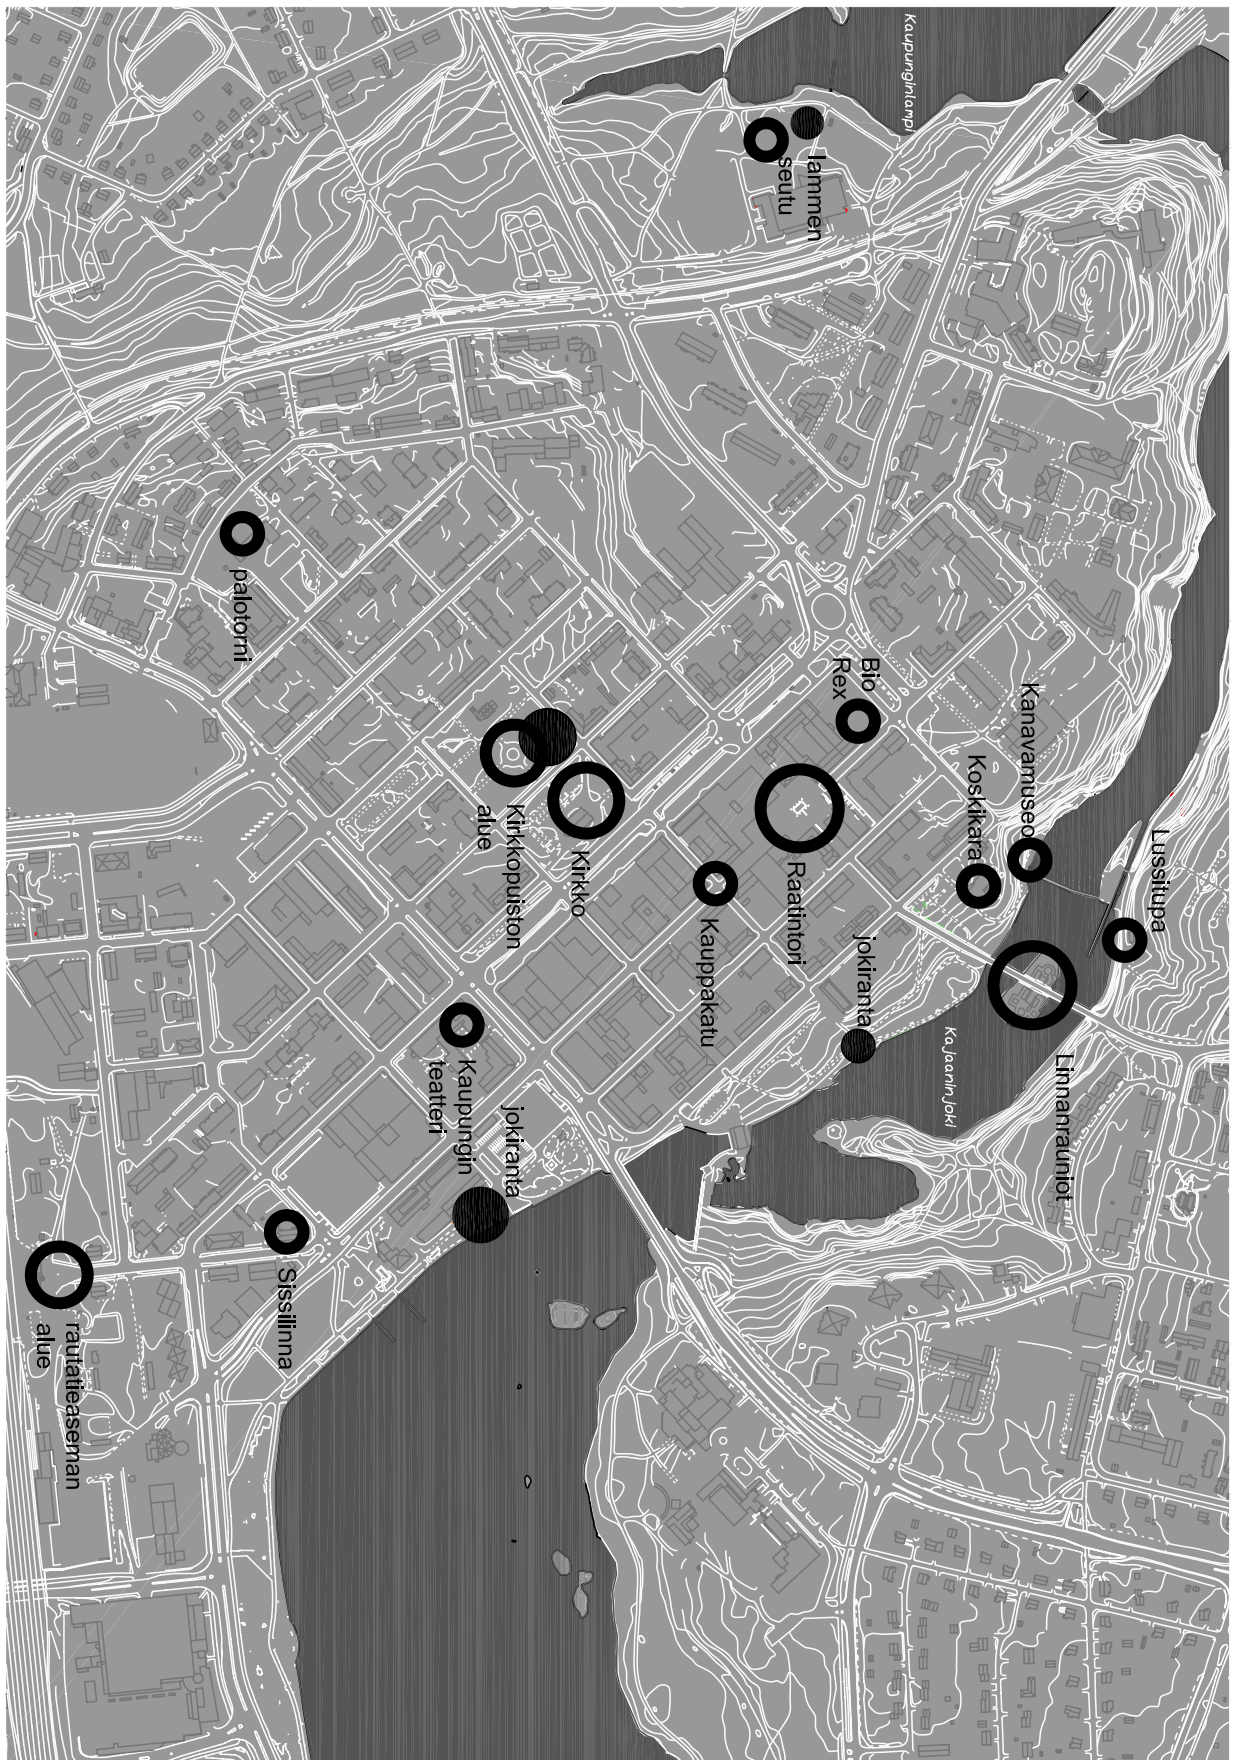 Kaupunginlampi
lammen
seutu
palotorni
Bio
Rex
Kanavamuseo
Koskikara
Lussitupa
Kirkkopuiston
alue
Kirkko
Raatintori
Kauppakatu
jokiranta
Kajaaninjoki
Linnanrauniot
Kaupungin
teatteri
jokiranta
Sissilinna
rautatieaseman
alue